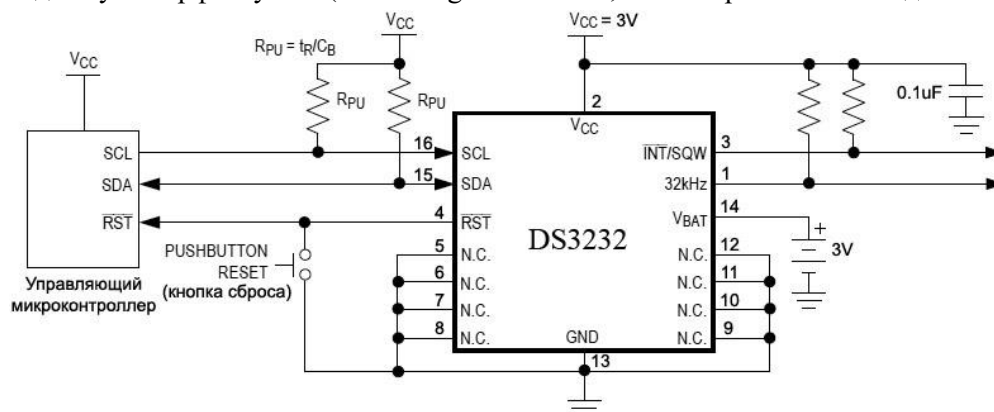 VCC
RPU = tR/CB
VCC
VCC = 3V
RPU
RPU
0.1uF
2
VCC
SCL
16
SCL
INT/SQW
3
SDA
15
SDA
32kHz
1
RST
4
RST
VBAT
14
DS3232
3V
PUSHBUTTON
RESET
(кнопка сброса)
Управляющий
микроконтроллер
5
N.C.
N.C.
12
6
N.C.
N.C.
11
7
N.C.
N.C.
10
8
N.C.
N.C.
9
GND
13